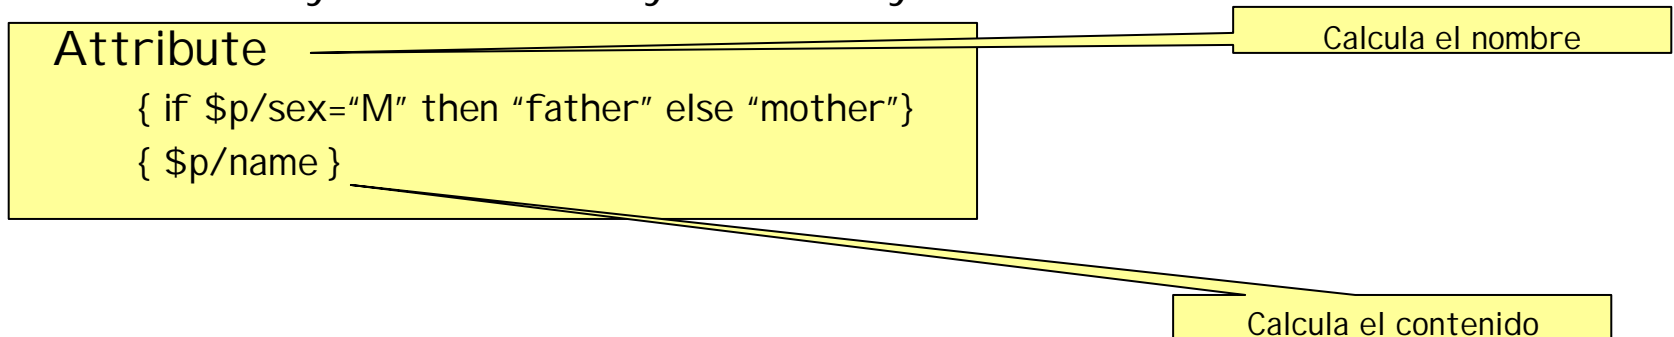 Attribute
Calcula el nombre
{ if $p/sex=“M” then “father” else “mother”}
{ $p/name }
Calcula el contenido